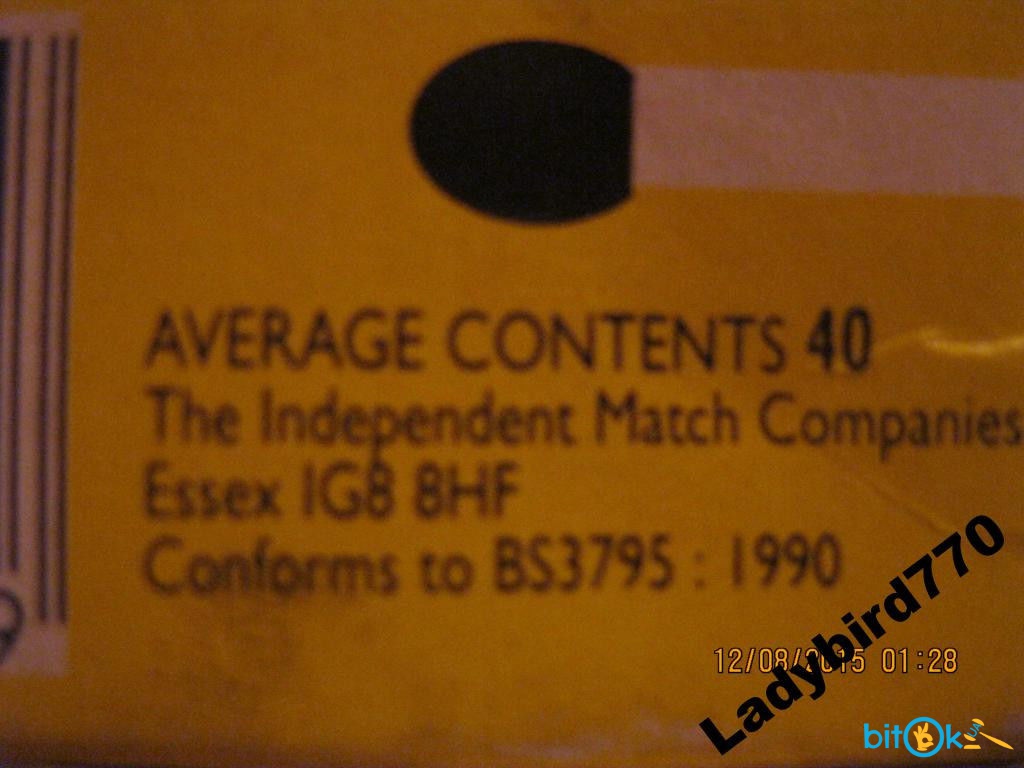 AVERAGE CONTENTS 40
The Independent Match Companies
Essex IG8 8HF
Conforms to BS3795 : 1990
Ladybird770
12/08/2015 01:28
bitOk UA